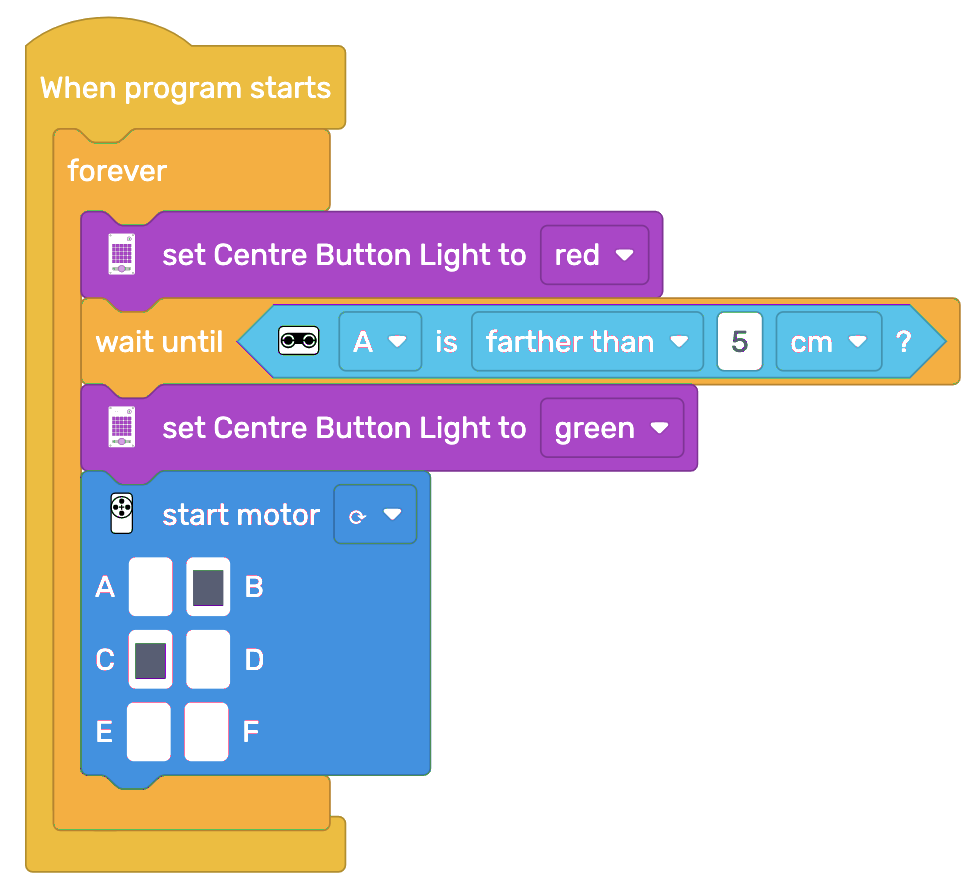 When program starts
forever
set Centre Button Light to red
wait until A is farther than 5 cm ?
set Centre Button Light to green
start motor
A B
C D
E F